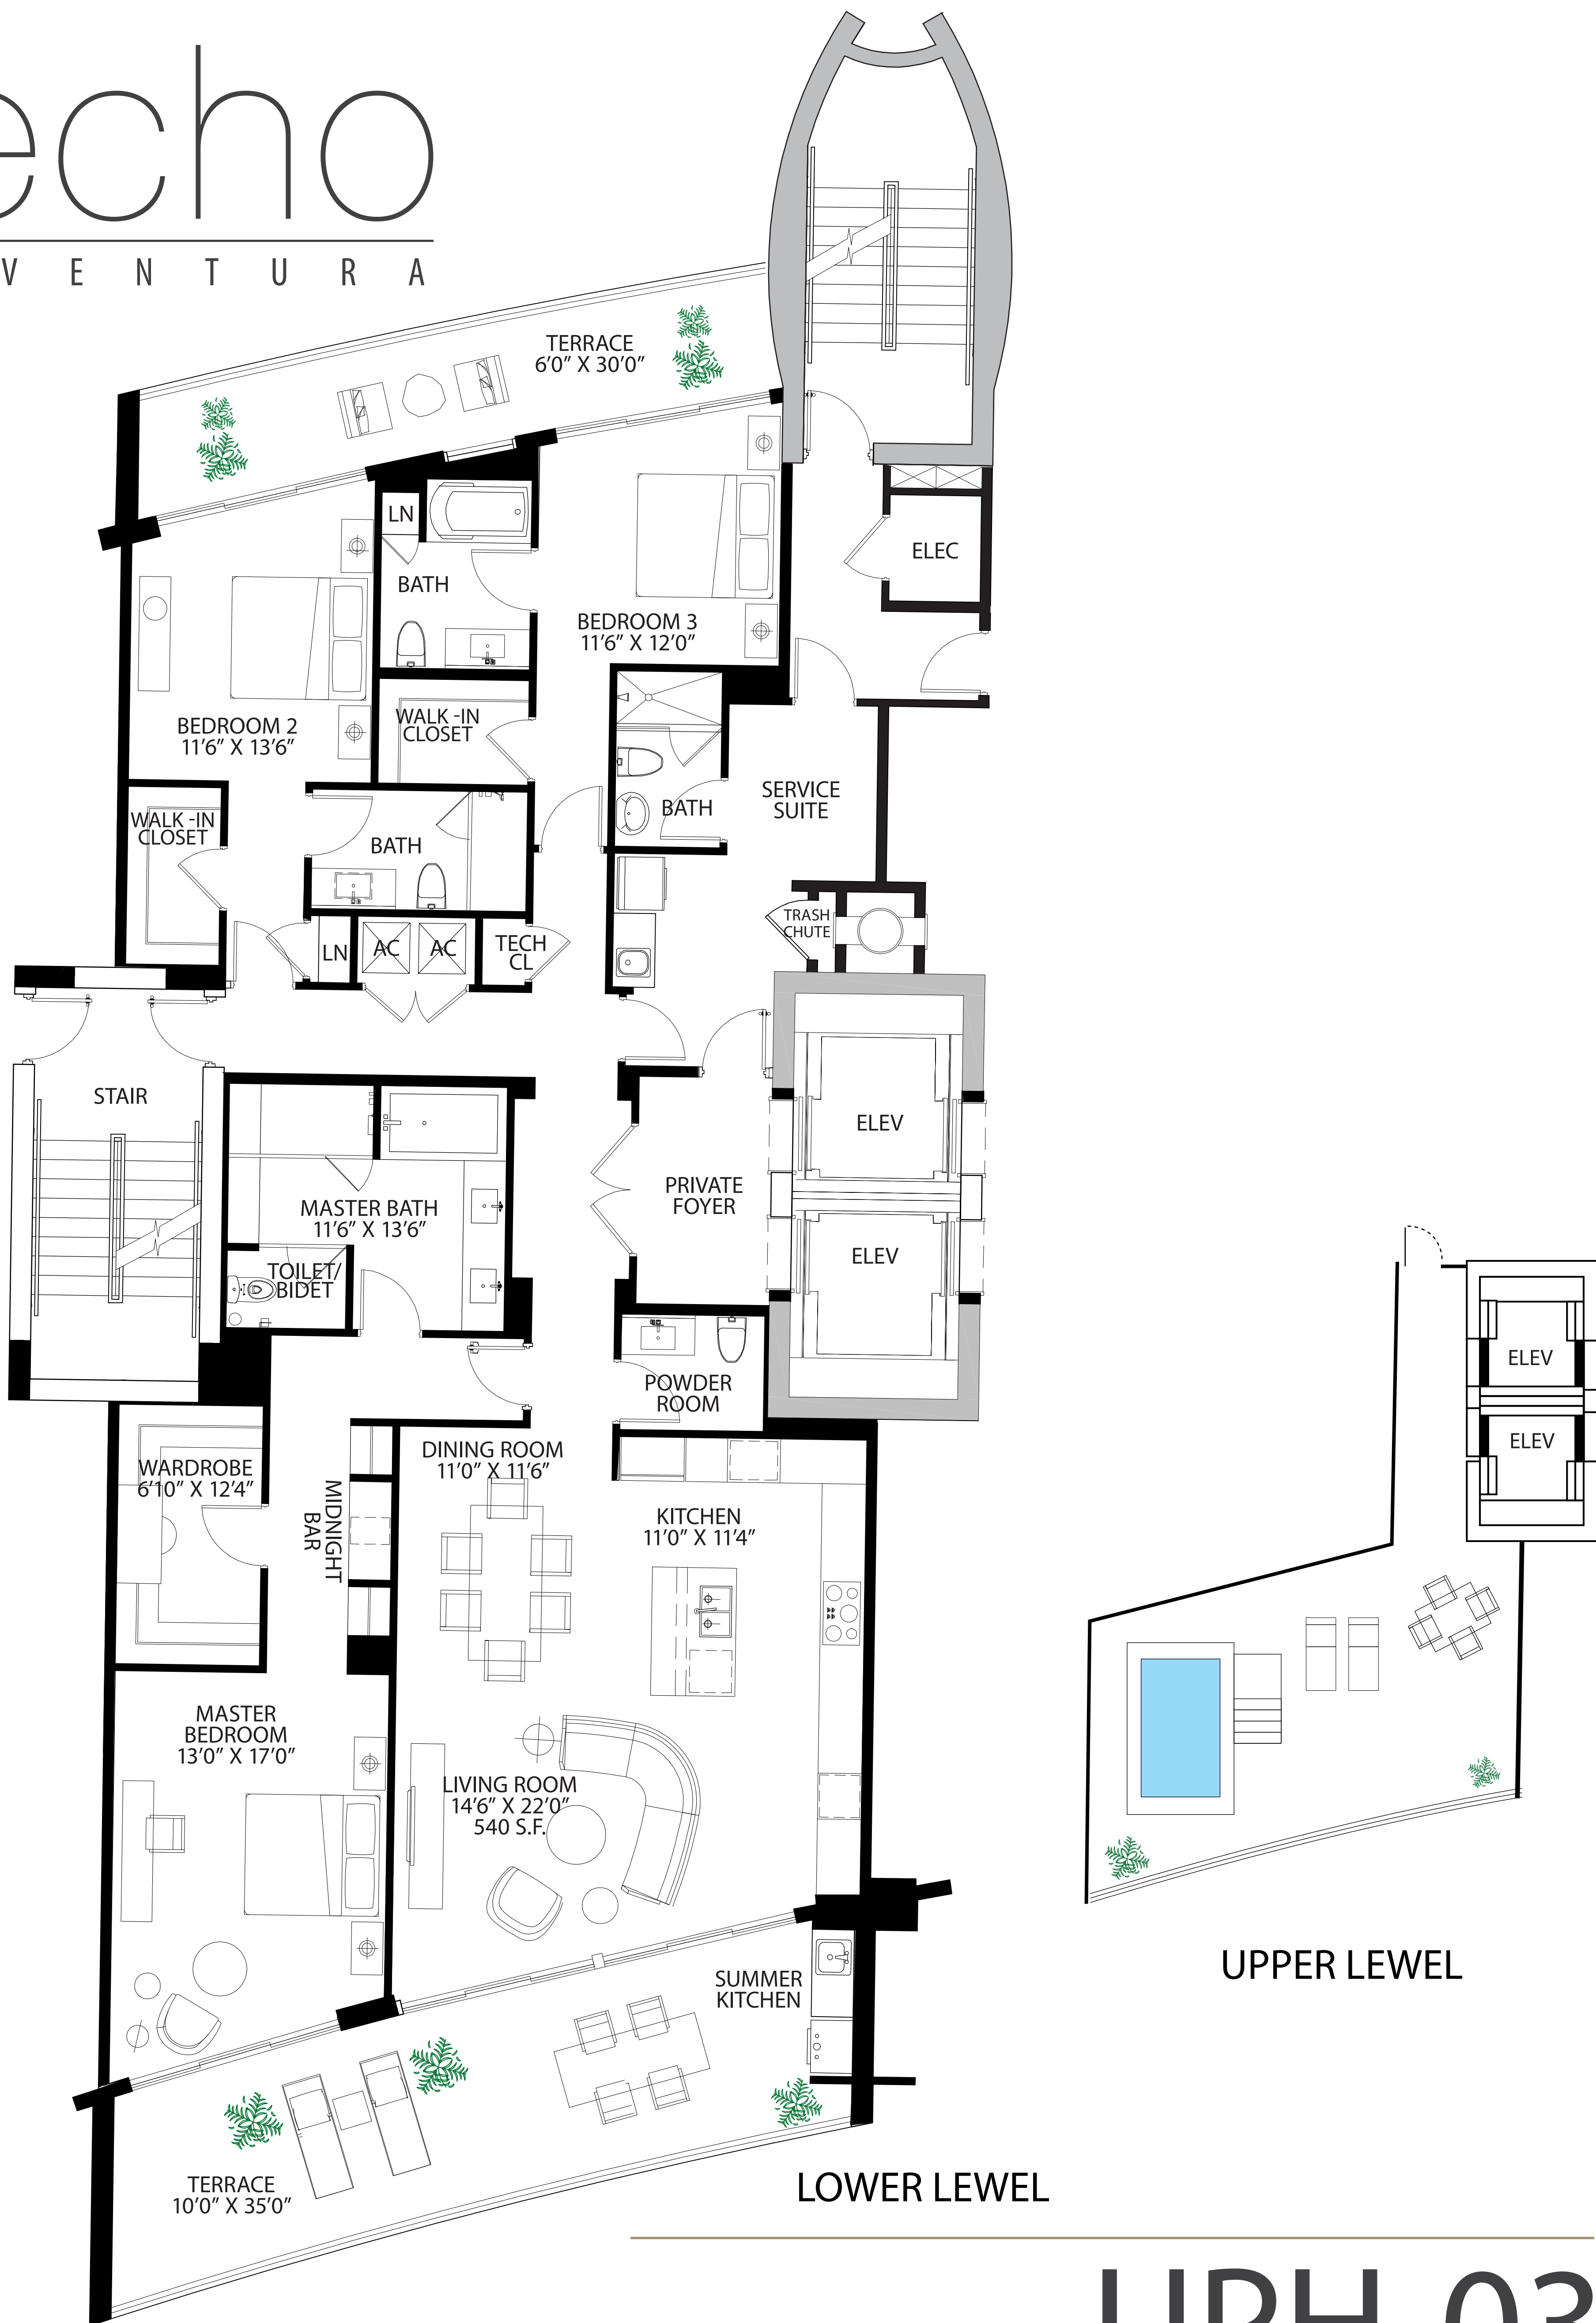 echo
VENTURA
TERRACE
6'0" X 30'0"
LN
BATH
ELEC
BEDROOM 3
11'6" X 12'0"
BEDROOM 2
11'6" X 13'6"
WALK -IN
CLOSET
SERVICE
SUITE
BATH
WALK -IN
CLOSET
BATH
TRASH
CHUTE
LN
AC
AC
TECH
CL
STAIR
ELEV
PRIVATE
FOYER
MASTER BATH
11'6" X 13'6"
ELEV
TOILET/
BIDET
POWDER
ROOM
DINING ROOM
11'0" X 11'6"
WARDROBE
6'10" X 12'4"
MIDNIGHT
BAR
KITCHEN
11'0" X 11'4"
MASTER
BEDROOM
13'0" X 17'0"
LIVING ROOM
14'6" X 22'0"
540 S.F.
SUMMER
KITCHEN
TERRACE
10'0" X 35'0"
LOWER LEWEL
ELEV
ELEV
UPPER LEWEL
UPH 03